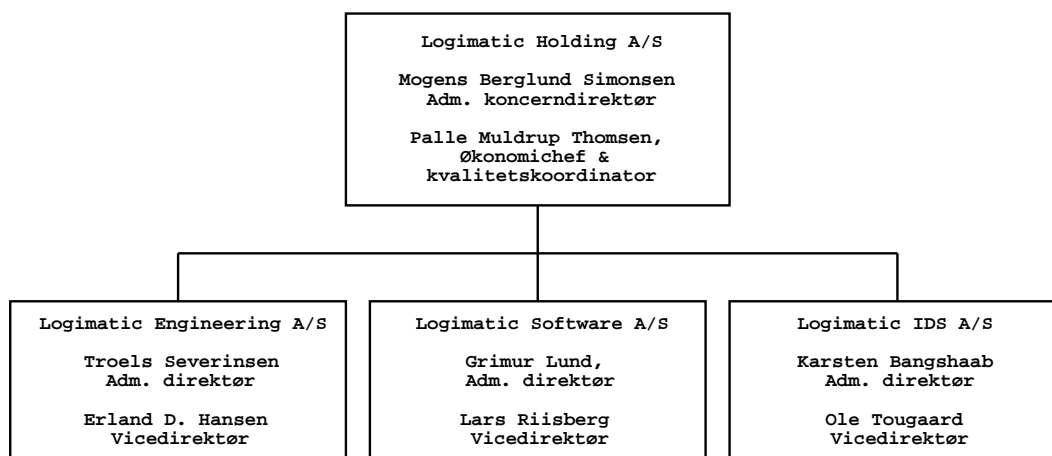 Logimatic Holding A/S
Mogens Berglund Simonsen
Adm. koncerndirektør
Palle Muldrup Thomsen,
Økonomichef &
kvalitetskoordinator
Logimatic Engineering A/S
Troels Severinsen
Adm. direktør
Erland D. Hansen
Vicedirektør
Logimatic Software A/S
Grimur Lund,
Adm. direktør
Lars Riisberg
Vicedirektør
Logimatic IDS A/S
Karsten Bangshaab
Adm. direktør
Ole Tougaard
Vicedirektør